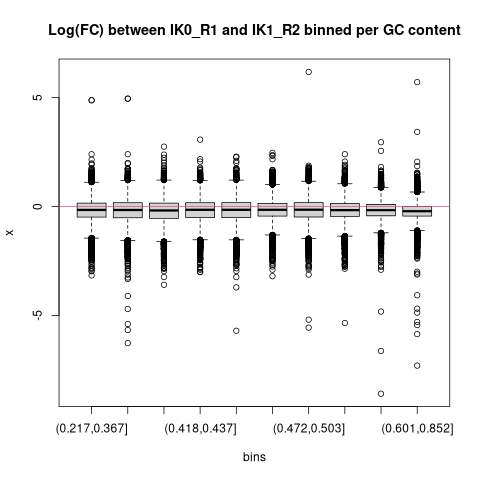 Log(FC) between IK0_R1 and IK1_R2 binned per GC content
5
0
-5
x
(0.217,0.367] (0.418,0.437] (0.472,0.503] (0.601,0.852]
bins